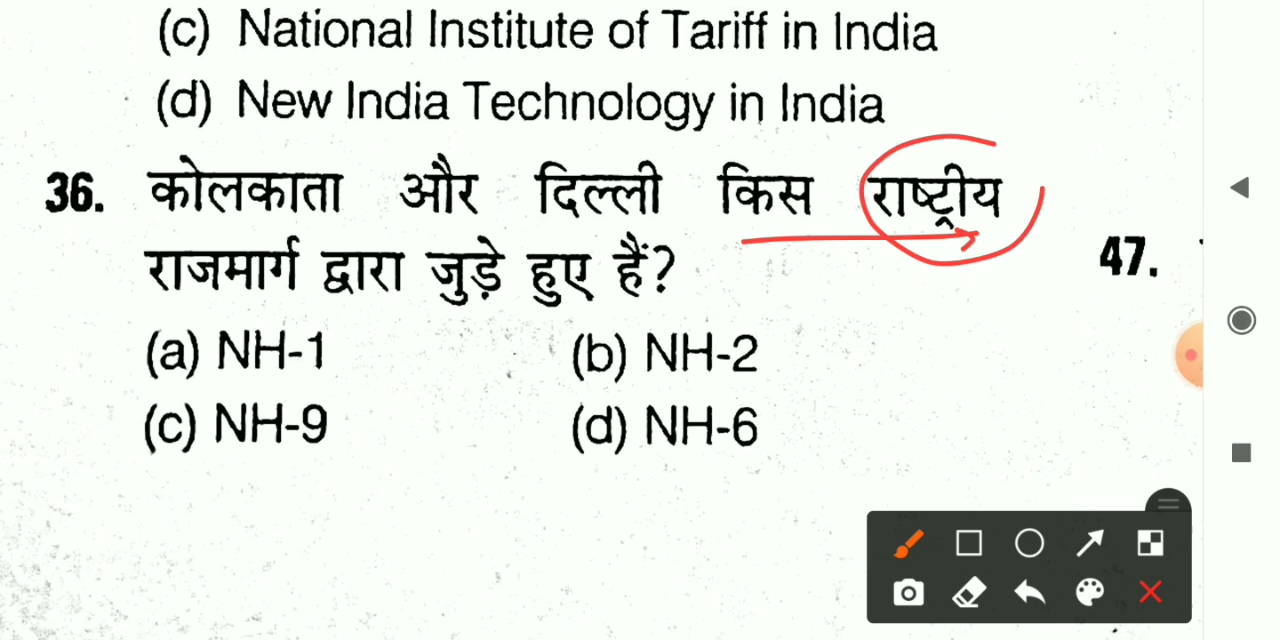 (c) National Institute of Tariff in India
(d) New India Technology in India
36. कोलकाता और दिल्ली किस राष्ट्रीय
राजमार्ग द्वारा जुड़े हुए हैं?
(a) NH-1 (b) NH-2
(c) NH-9 (d) NH-6
47.